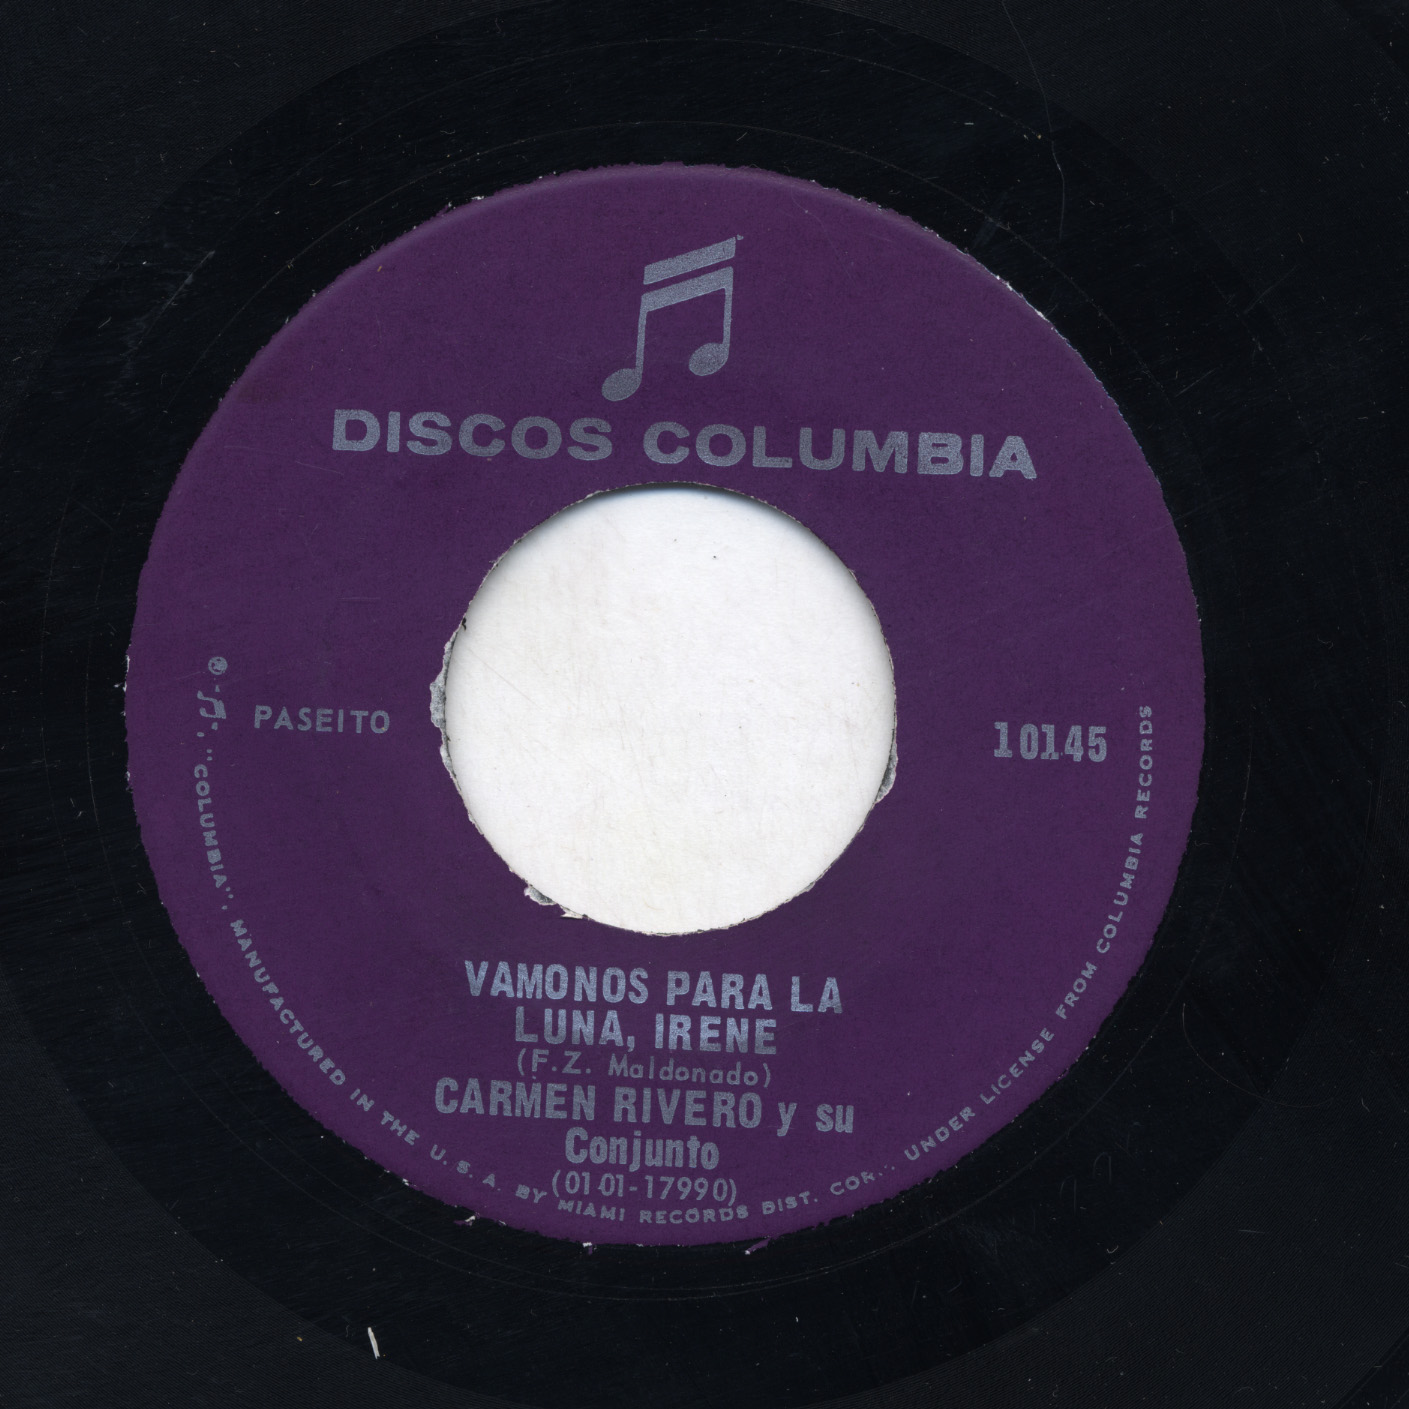 DISCOS COLUMBIA
PASEITO
10145
VAMONOS PARA LA
LUNA, IRENE
(F.Z. Maldonado)
CARMEN RIVERO y su
Conjunto
(01 01-17990)
® "♫", "COLUMBIA", MANUFACTURED IN THE U. S. A. BY MIAMI RECORDS DIST. COR., UNDER LICENSE FROM COLUMBIA RECORDS